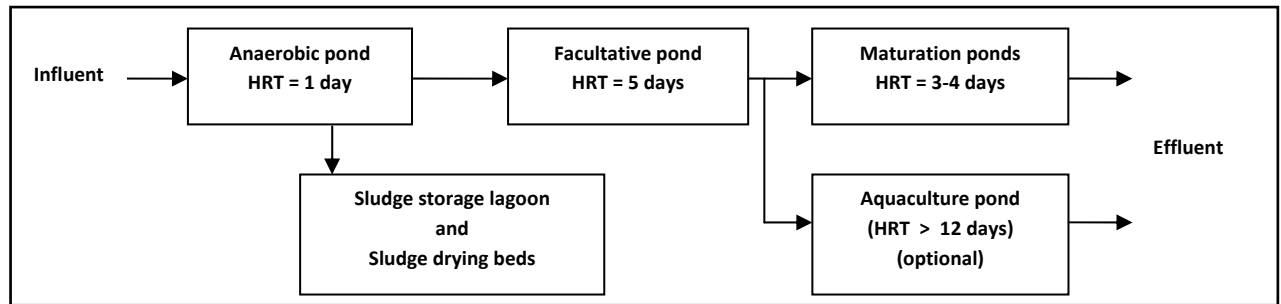 Influent
Anaerobic pond
HRT = 1 day
Facultative pond
HRT = 5 days
Maturation ponds
HRT = 3-4 days
Effluent
Sludge storage lagoon
and
Sludge drying beds
Aquaculture pond
(HRT > 12 days)
(optional)